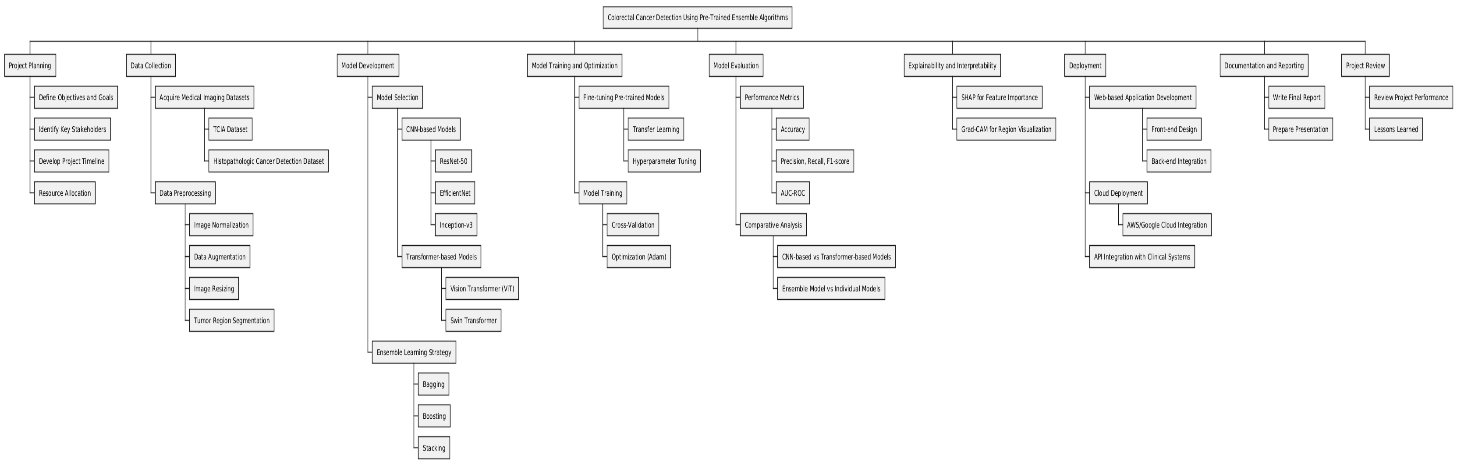 Colorectal Cancer Detection Using Pre-Trained Ensemble Algorithms
Project Planning
Define Objectives and Goals
Identify Key Stakeholders
Develop Project Timeline
Resource Allocation
Data Collection
Acquire Medical Imaging Datasets
TCIA Dataset
Histopathologic Cancer Detection Dataset
Data Preprocessing
Image Normalization
Data Augmentation
Image Resizing
Tumor Region Segmentation
Model Development
Model Selection
CNN-based Models
ResNet-50
EfficientNet
Inception-v3
Transformer-based Models
Vision Transformer (ViT)
Swin Transformer
Ensemble Learning Strategy
Bagging
Boosting
Stacking
Model Training and Optimization
Fine-tuning Pre-trained Models
Transfer Learning
Hyperparameter Tuning
Model Training
Cross-Validation
Optimization (Adam)
Model Evaluation
Performance Metrics
Accuracy
Precision, Recall, F1-score
AUC-ROC
Comparative Analysis
CNN-based vs Transformer-based Models
Ensemble Model vs Individual Models
Explainability and Interpretability
SHAP for Feature Importance
Grad-CAM for Region Visualization
Deployment
Web-based Application Development
Front-end Design
Back-end Integration
Cloud Deployment
AWS/Google Cloud Integration
API Integration with Clinical Systems
Documentation and Reporting
Write Final Report
Prepare Presentation
Project Review
Review Project Performance
Lessons Learned